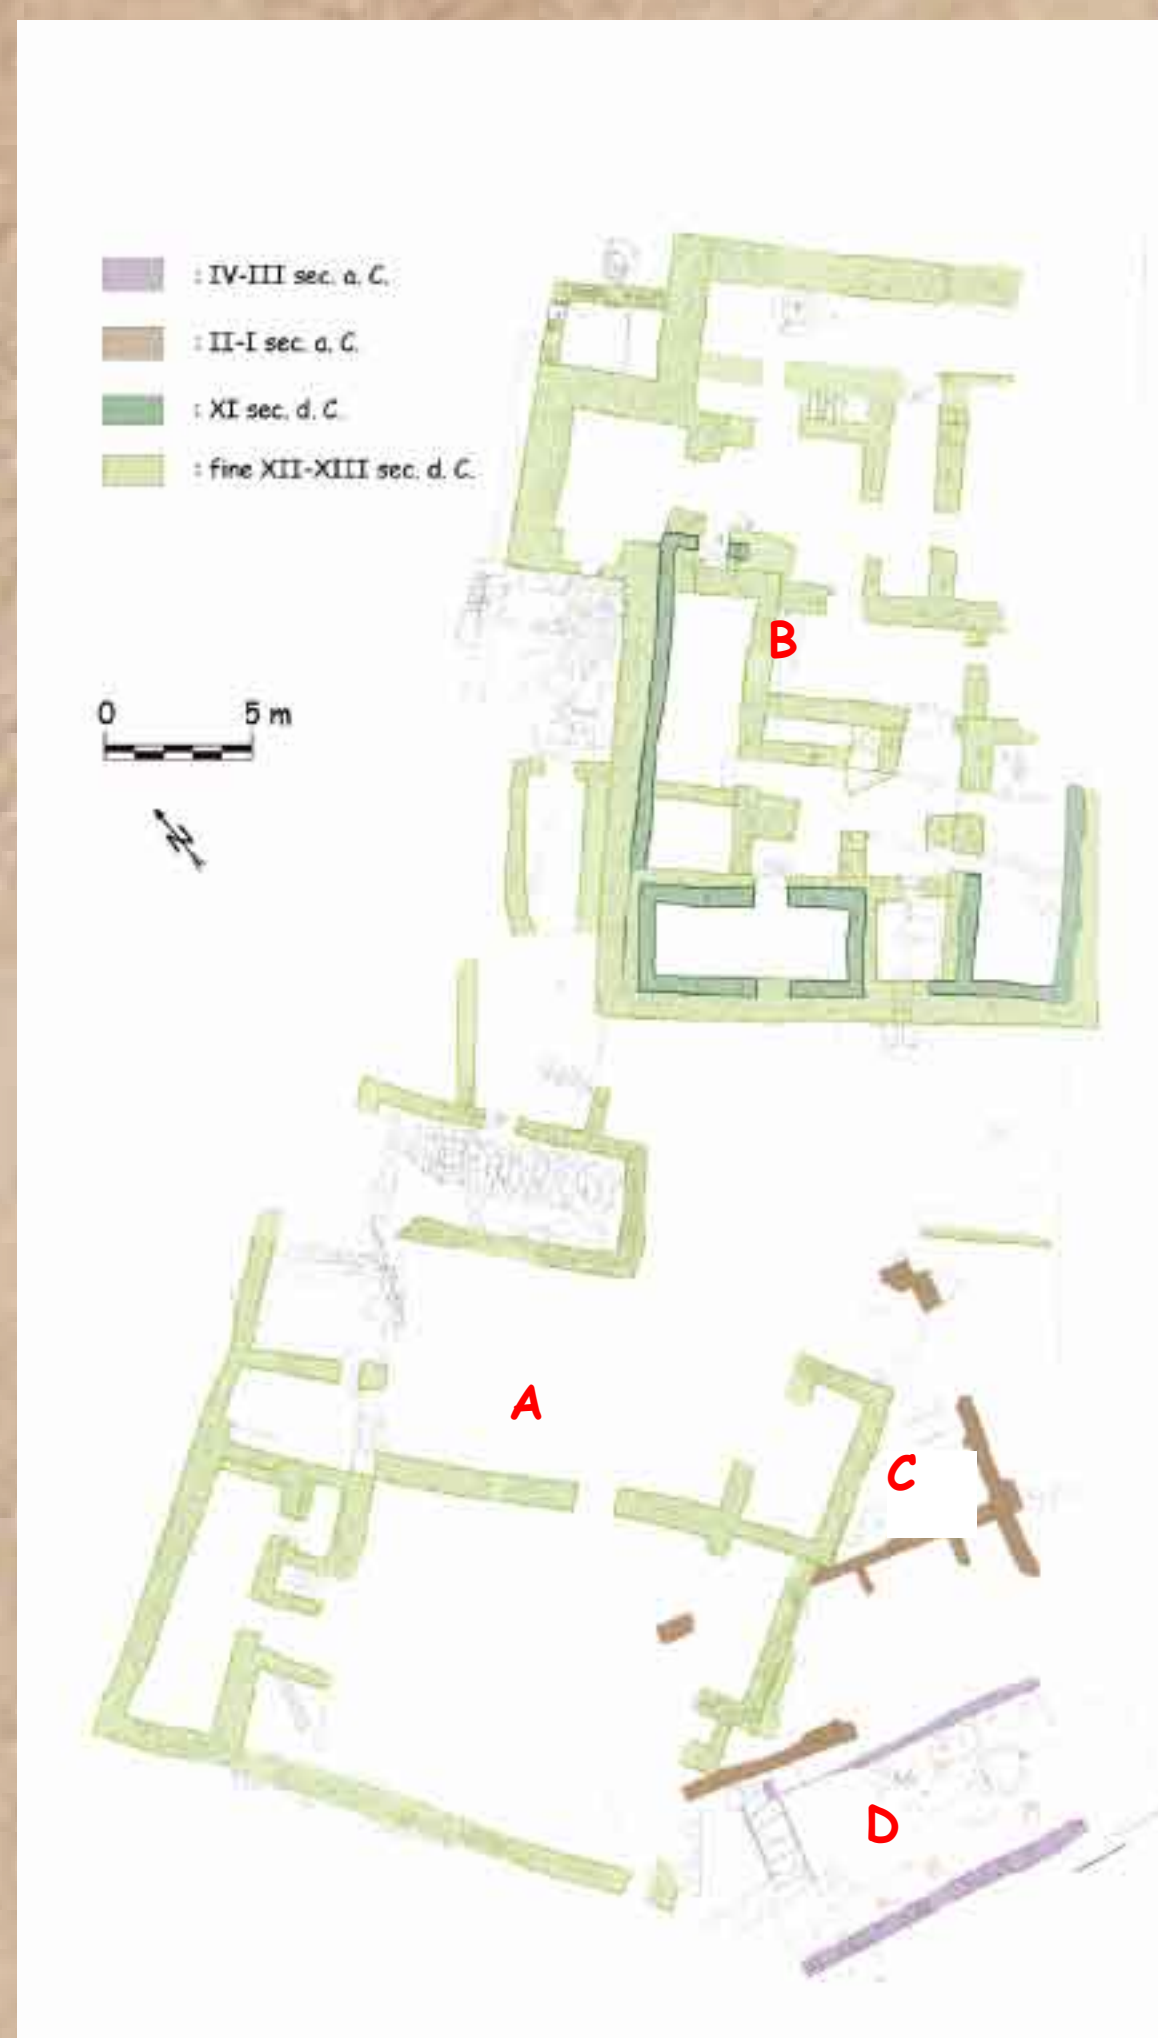 : IV-III sec. a. C.
: II-I sec. a. C.
: XI sec. d. C.
: fine XII-XIII sec. d. C.
B
0 5 m
N
A
C
D